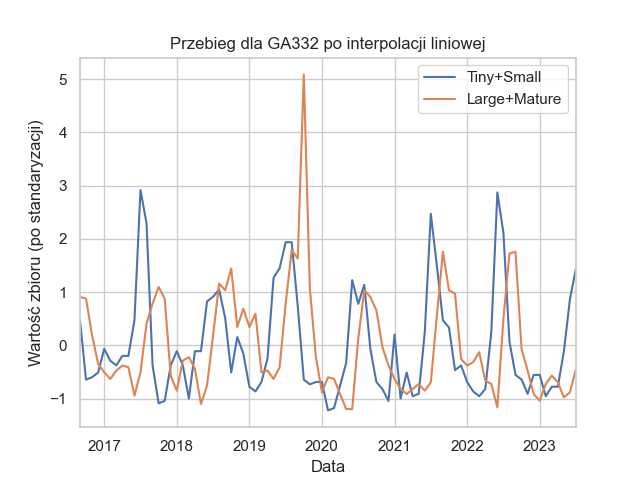 Przebieg dla GA332 po interpolacji liniowej
Tiny+Small
Large+Mature
Wartość zbioru (po standaryzacji)
5
4
3
2
1
0
−1
2017 2018 2019 2020 2021 2022 2023
Data